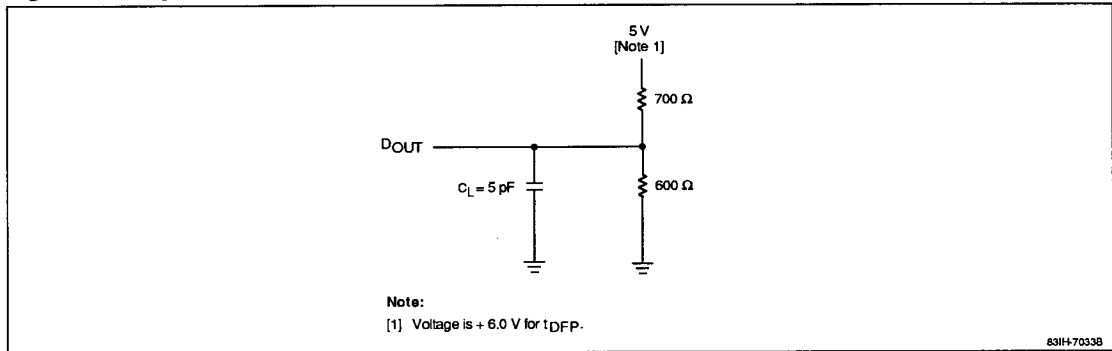 5 V
[Note 1]
700 Ω
DOUT
CL = 5 pF
600 Ω
Note:
[1] Voltage is + 6.0 V for tDFP.
83IH-7033B